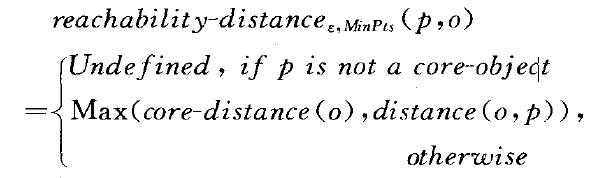 reachability-distance_{ε,MinPts}(p,o)
Undefined, if p is not a core-object
= { Max(core-distance(o),distance(o,p)),
otherwise